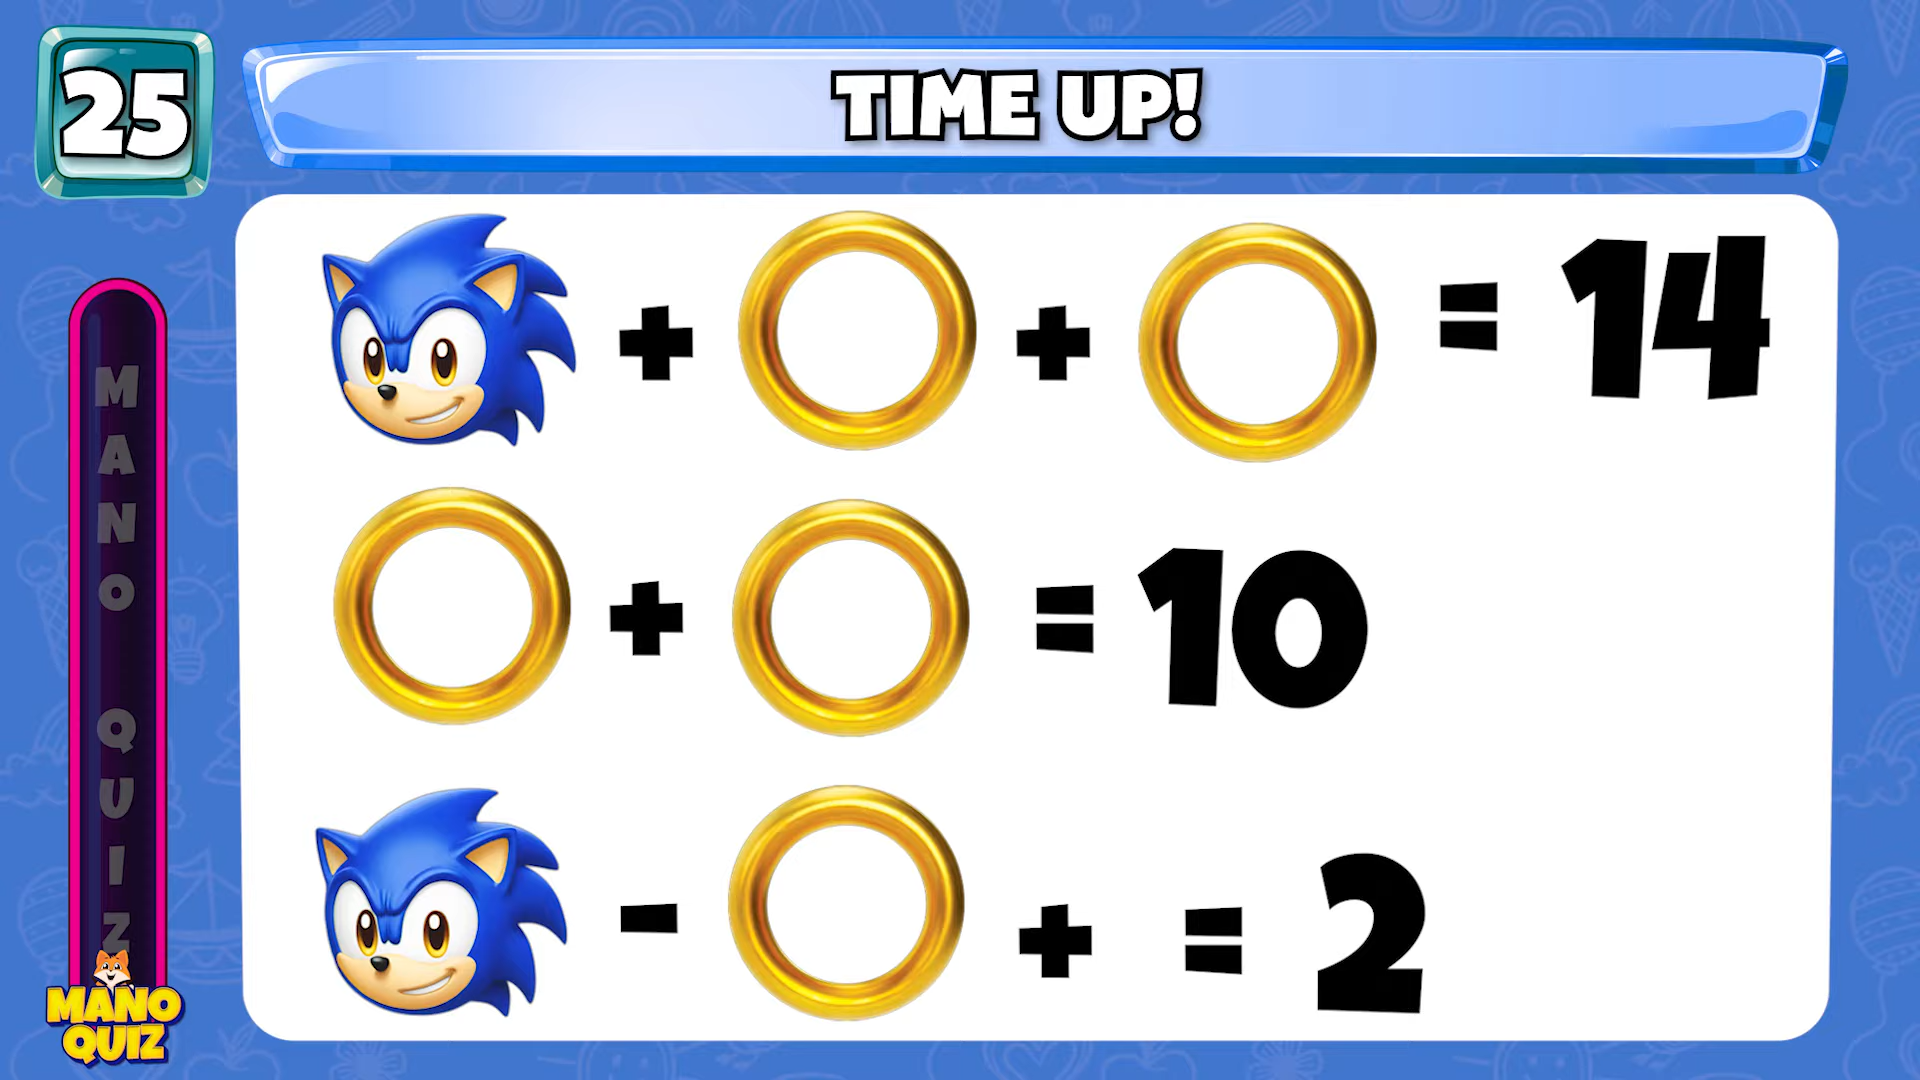 25
TIME UP!
+ + = 14
+ = 10
- + = 2
MANO QUIZ
MANO
QUIZ